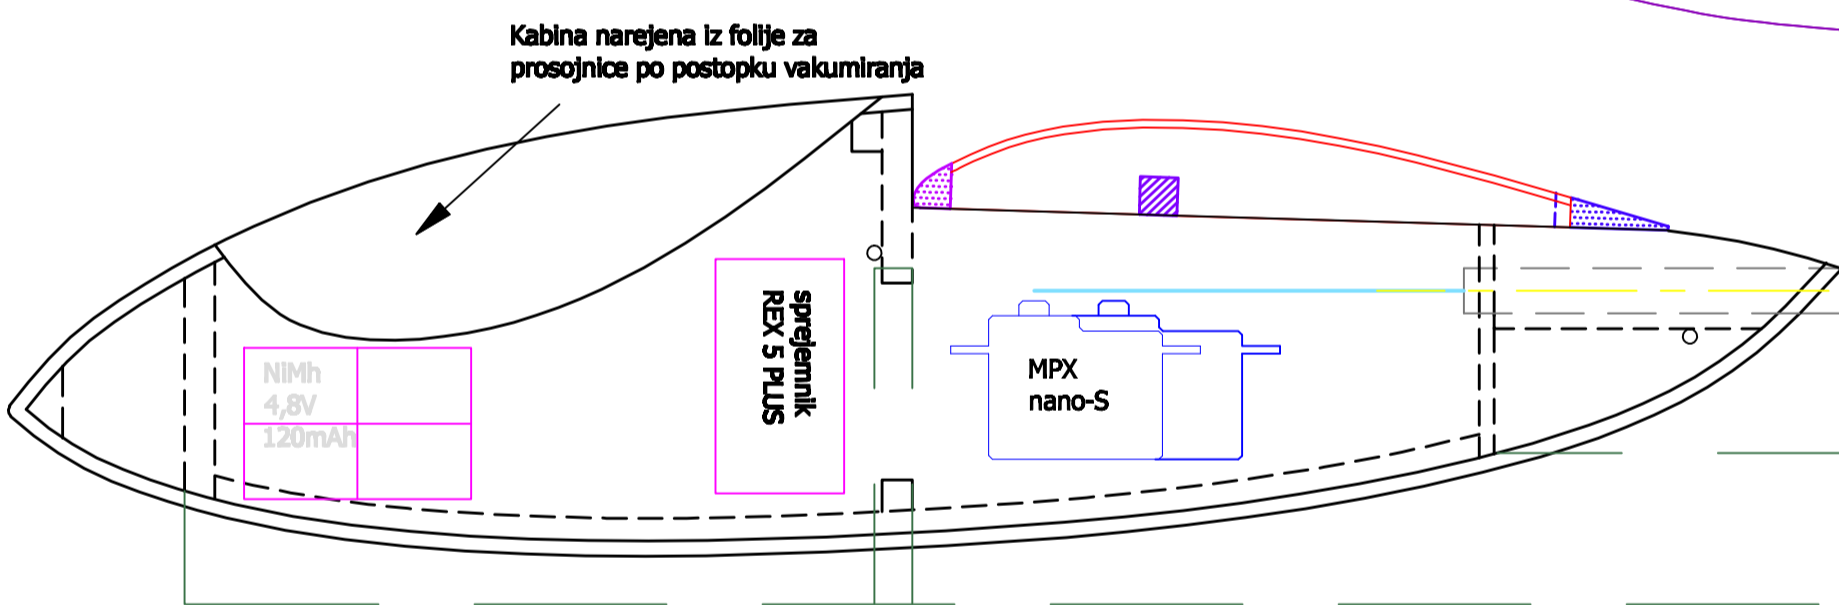 Kabina narejena iz folije za
prosojnice po postopku vakumiranja
NiMh
4,8V
120mAh
sprejemnik
REX 5 PLUS
MPX
nano-S